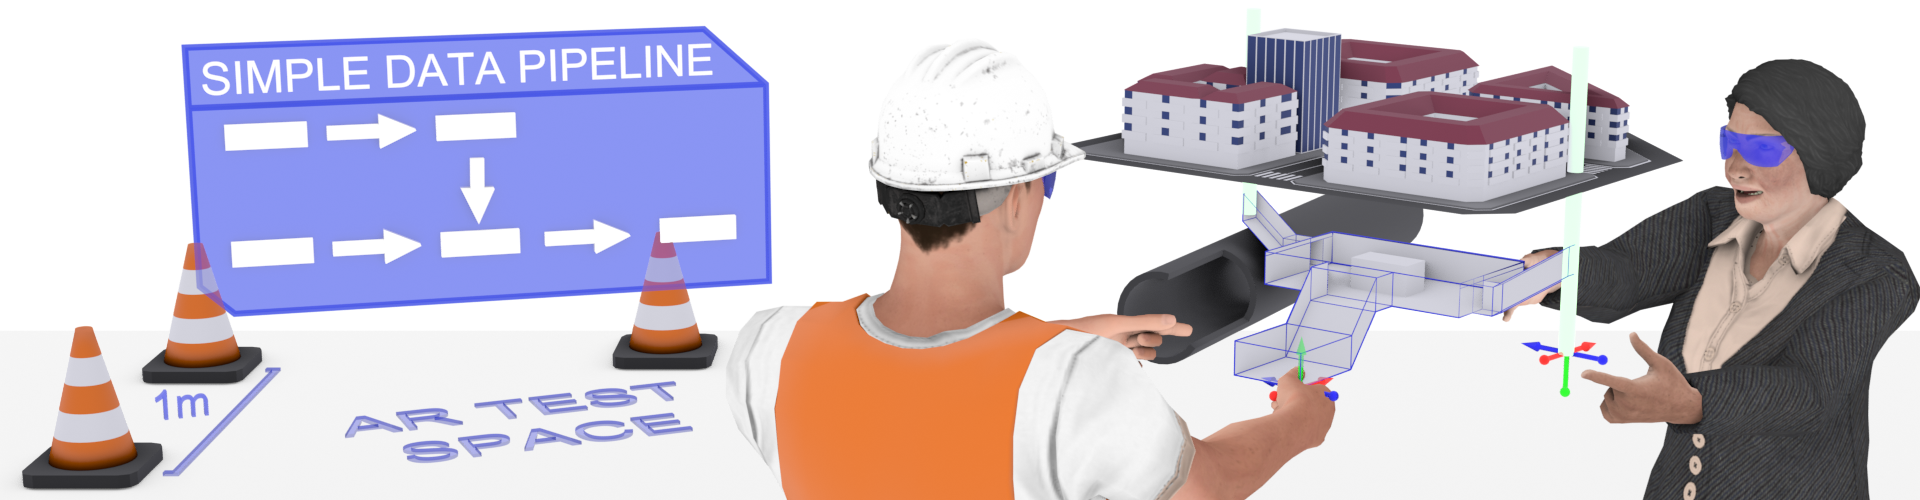 SIMPLE DATA PIPELINE
1m
AR TEST
SPACE